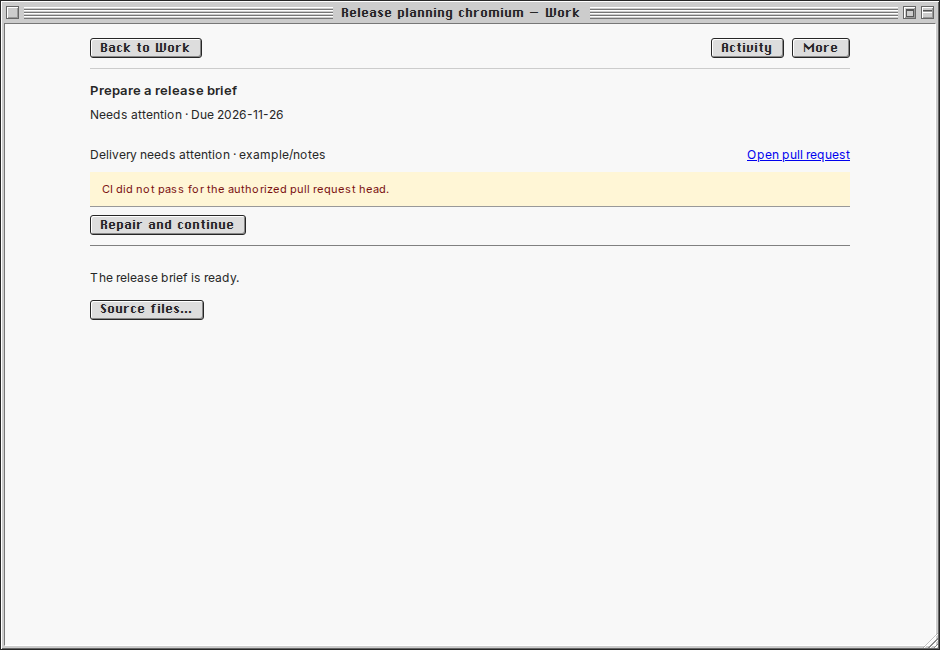 Release planning chromium — Work
Back to Work
Activity
More
Prepare a release brief
Needs attention · Due 2026-11-26
Delivery needs attention · example/notes
Open pull request
CI did not pass for the authorized pull request head.
Repair and continue
The release brief is ready.
Source files...